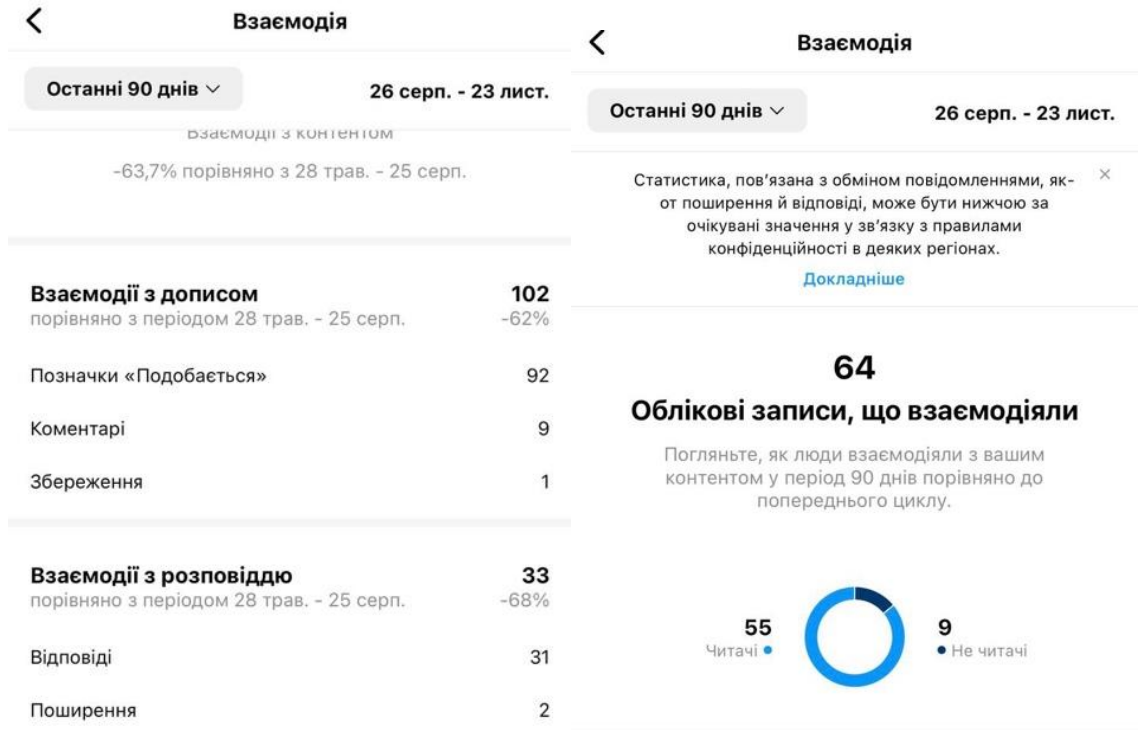 Взаємодія
Останні 90 днів
26 серп. - 23 лист.
Взаємодії з контентом
-63,7% порівняно з 28 трав. - 25 серп.
Взаємодії з дописом
102
порівняно з періодом 28 трав. - 25 серп.
-62%
Позначки «Подобається»
92
Коментарі
9
Збереження
1
Взаємодії з розповіддю
33
порівняно з періодом 28 трав. - 25 серп.
-68%
Відповіді
31
Поширення
2
Взаємодія
Останні 90 днів
26 серп. - 23 лист.
Статистика, пов’язана з обміном повідомленнями, як-
от поширення й відповіді, може бути нижчою за
очікувані значення у зв’язку з правилами
конфіденційності в деяких регіонах.
Докладніше
64
Облікові записи, що взаємодіяли
Погляньте, як люди взаємодіяли з вашим
контентом у період 90 днів порівняно до
попереднього циклу.
55
Читачі
9
Не читачі